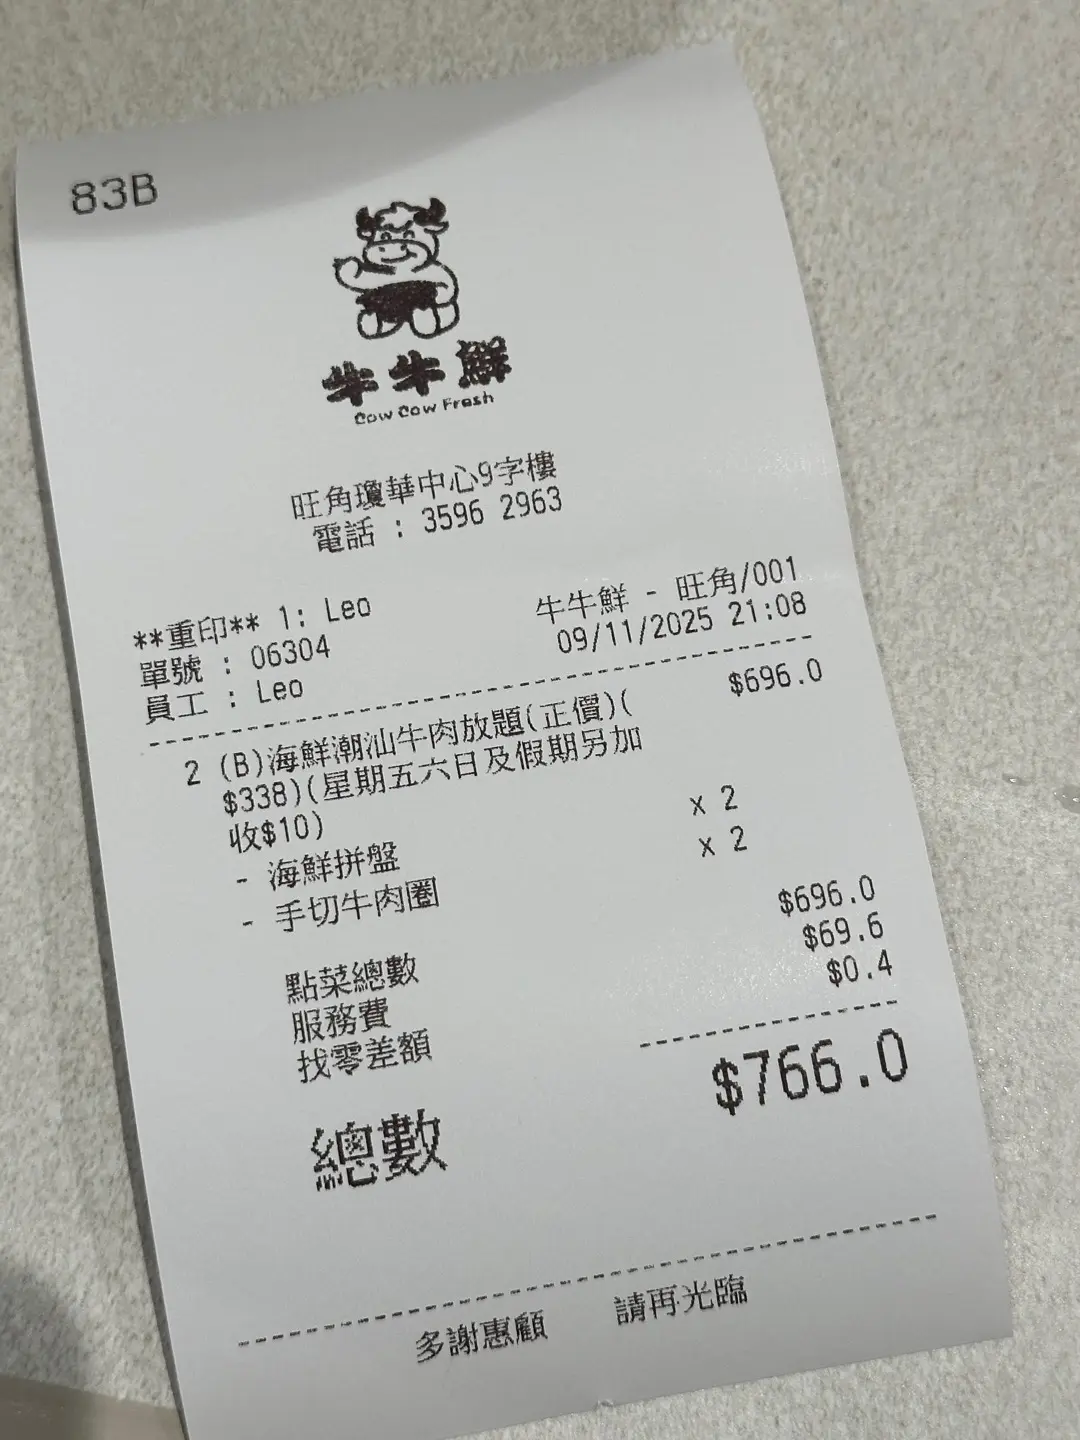 83B
牛牛鮮
Cow Cow Fresh
旺角瓊華中心9字樓
電話 : 3596 2963
**重印** 1: Leo 牛牛鮮 - 旺角/001
單號 : 06304 09/11/2025 21:08
員工 : Leo
2 (B)海鮮潮汕牛肉放題(正價)( $696.0
$338)(星期五六日及假期另加
收$10)
- 海鮮拼盤 x 2
- 手切牛肉圈 x 2
點菜總數 $696.0
服務費 $69.6
找零差額 $0.4
總數 $766.0
多謝惠顧 請再光臨